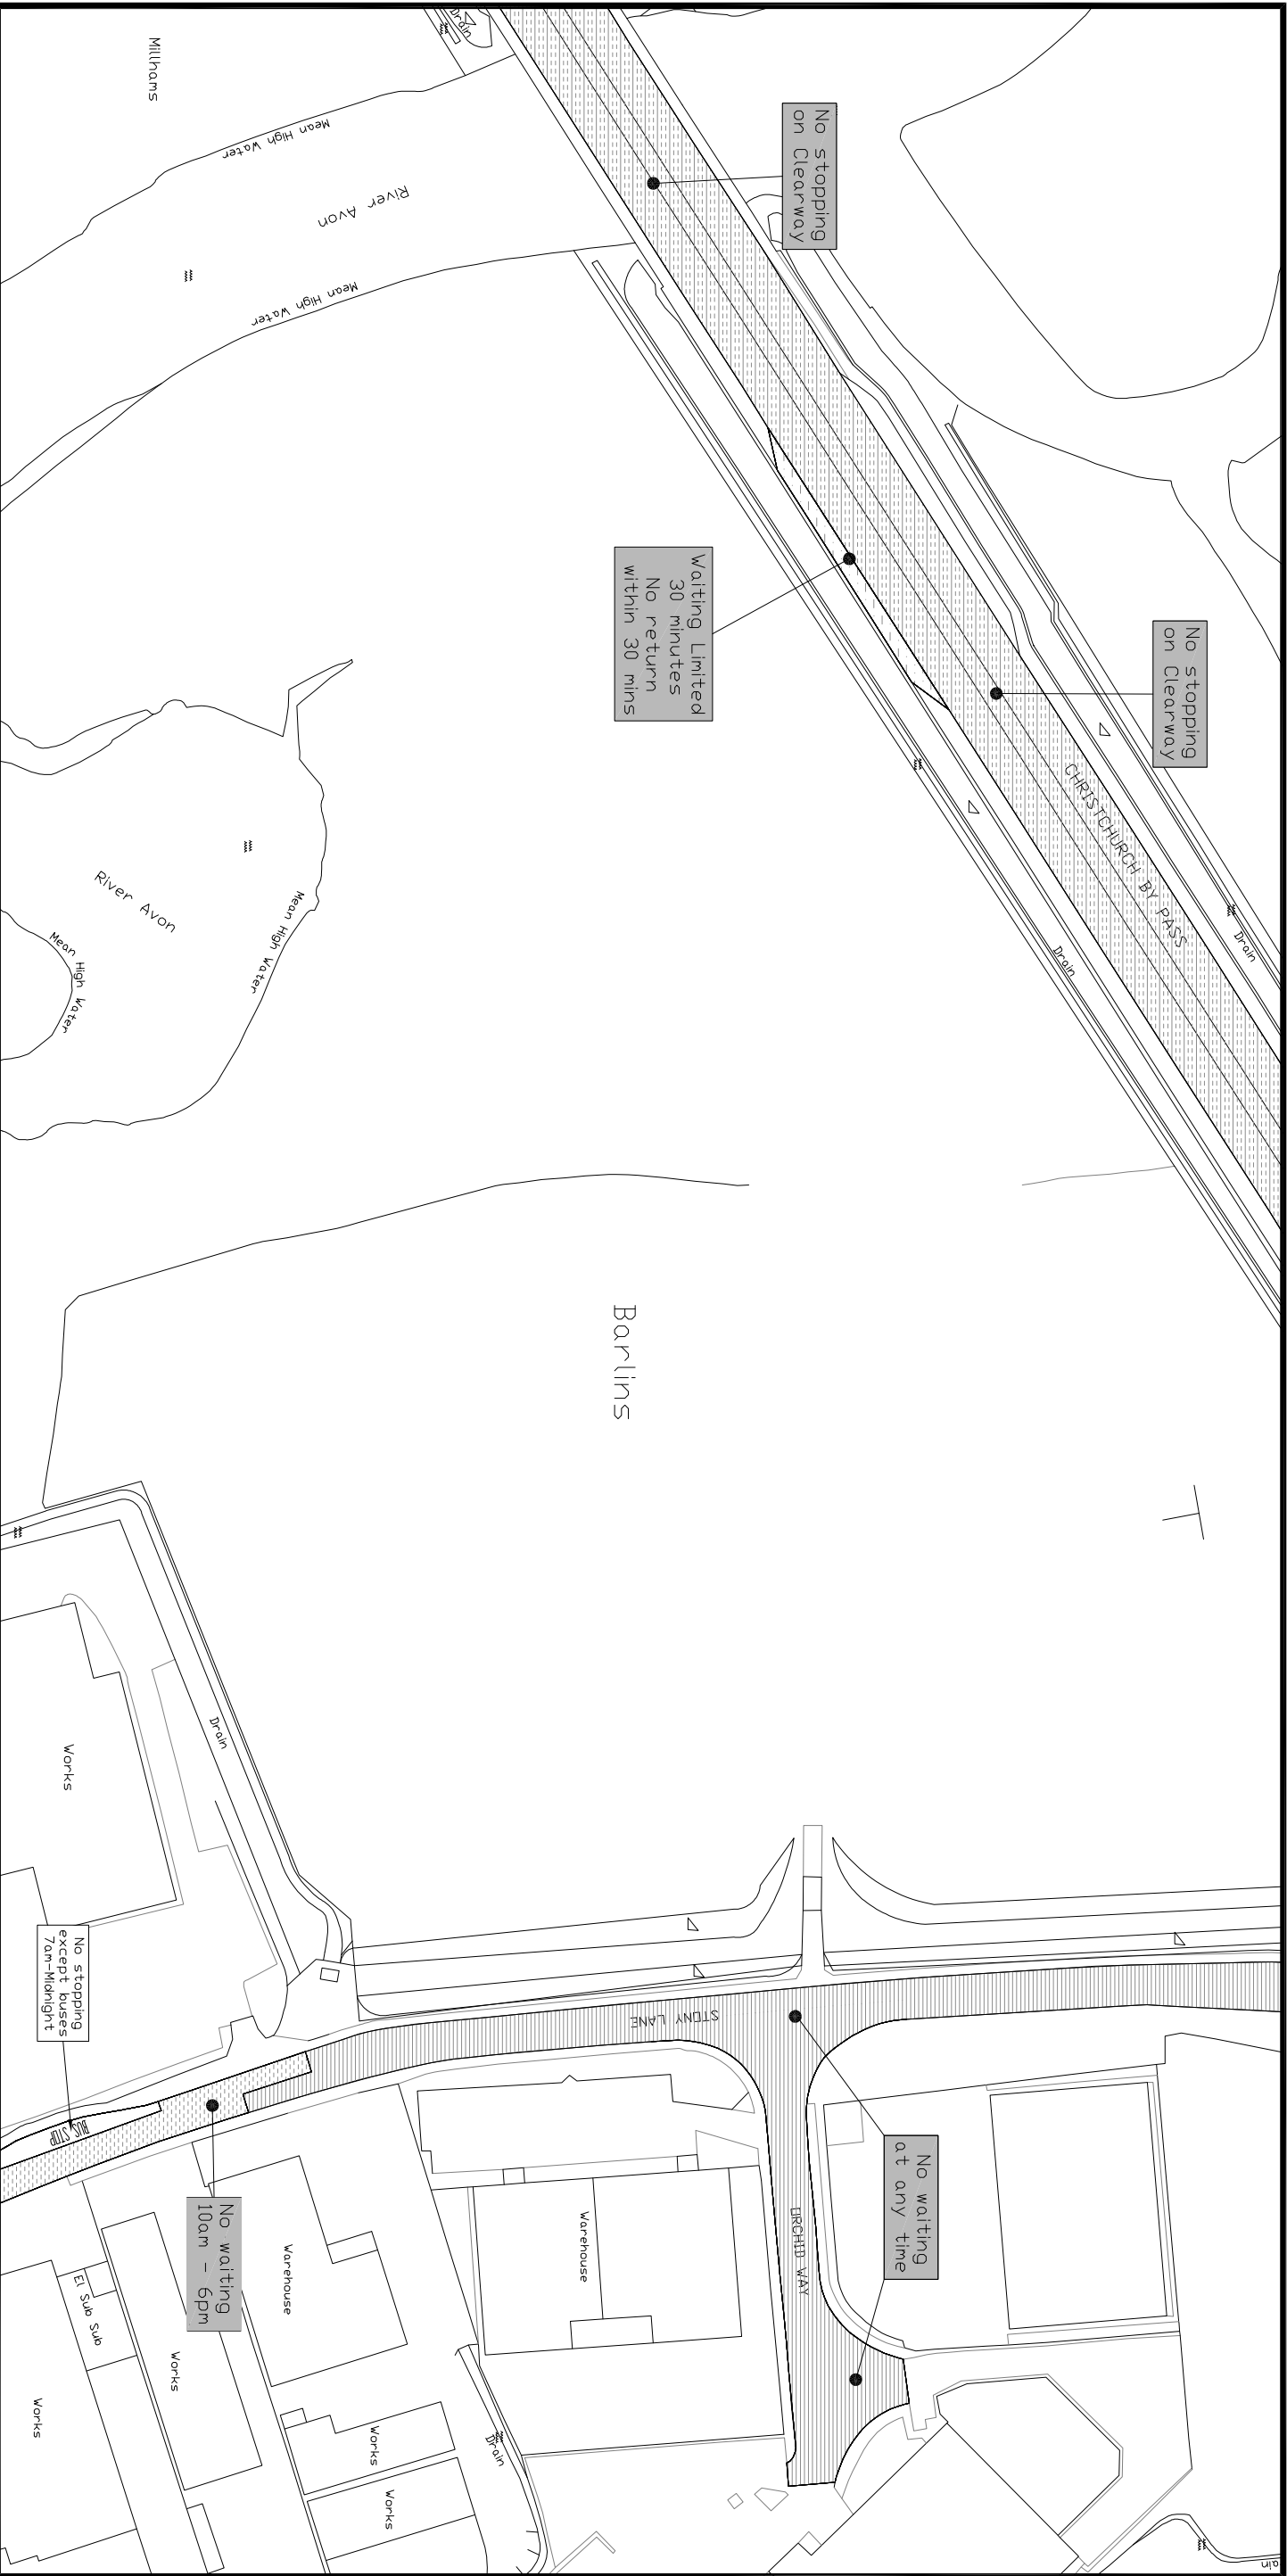 Millhams
Drain
Mean High Water
River Avon
Mean High Water
No stopping
on Clearway
No stopping
on Clearway
Waiting Limited
30 minutes
No return
within 30 mins
CHRISTCHURCH BY PASS
Drain
Drain
River Avon
Mean High Water
Mean High Water
Barlins
Drain
Works
No stopping
except buses
7am-Midnight
BUS STOP
STONY LANE
No waiting
at any time
ORCHID WAY
No waiting
10am - 6pm
Warehouse
Warehouse
El Sub Sub
Works
Works
Works
Works
Drain